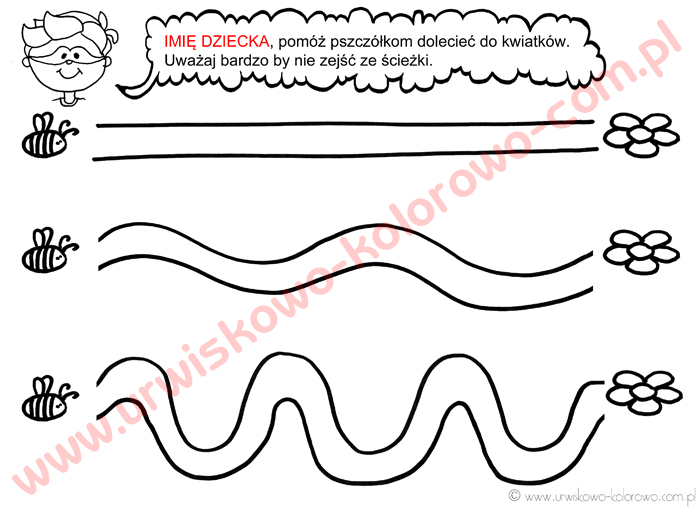 IMIĘ DZIECKA, pomóż pszczółkom dolecieć do kwiatków.
Uważaj bardzo by nie zejść ze ścieżki.
www.urwiskowo-kolorowo-com.pl
© www.urwiskowo-kolorowo.com.pl